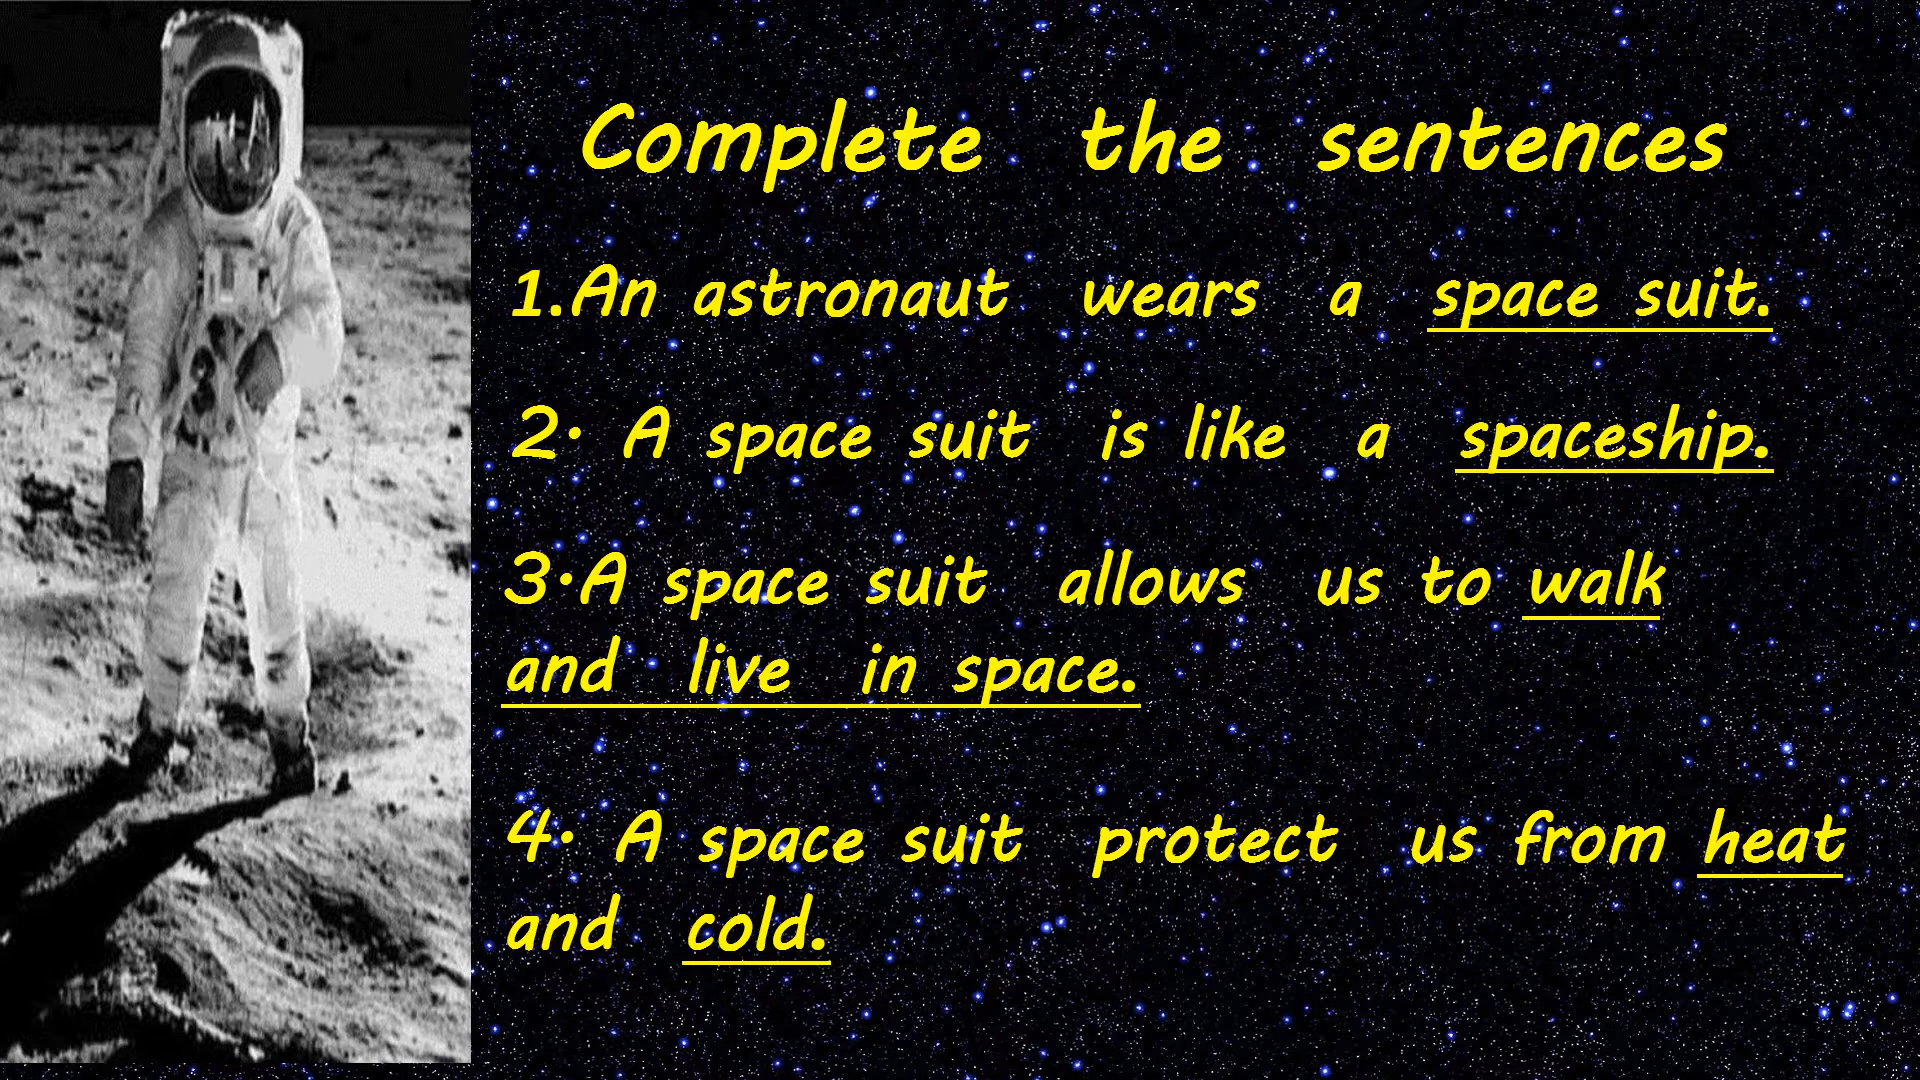 Complete the sentences
1.An astronaut wears a space suit.
2. A space suit is like a spaceship.
3.A space suit allows us to walk
and live in space.
4. A space suit protect us from heat
and cold.